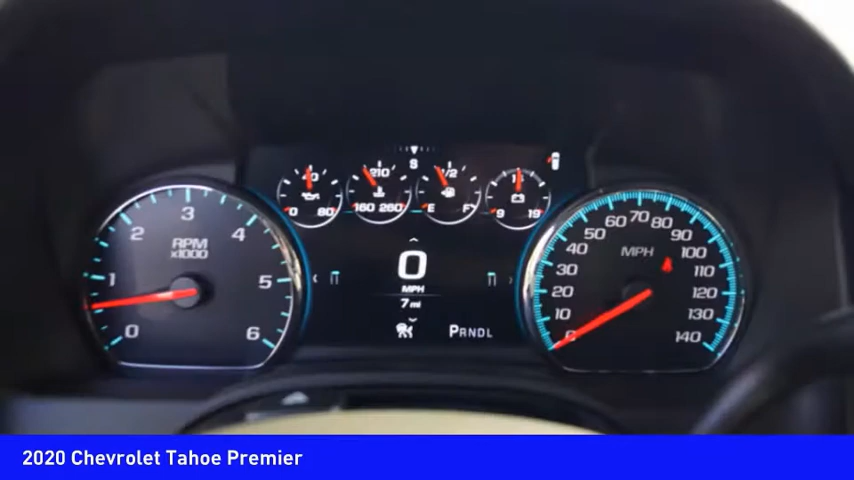 S
40
0 80
210
160 260
1/2
E F
9 19
0 1 2 3 4 5 6
RPM
x1000
0
MPH
7 mi
PRNDL
0 10 20 30 40 50 60 70 80 90 100 110 120 130 140
MPH
2020 Chevrolet Tahoe Premier